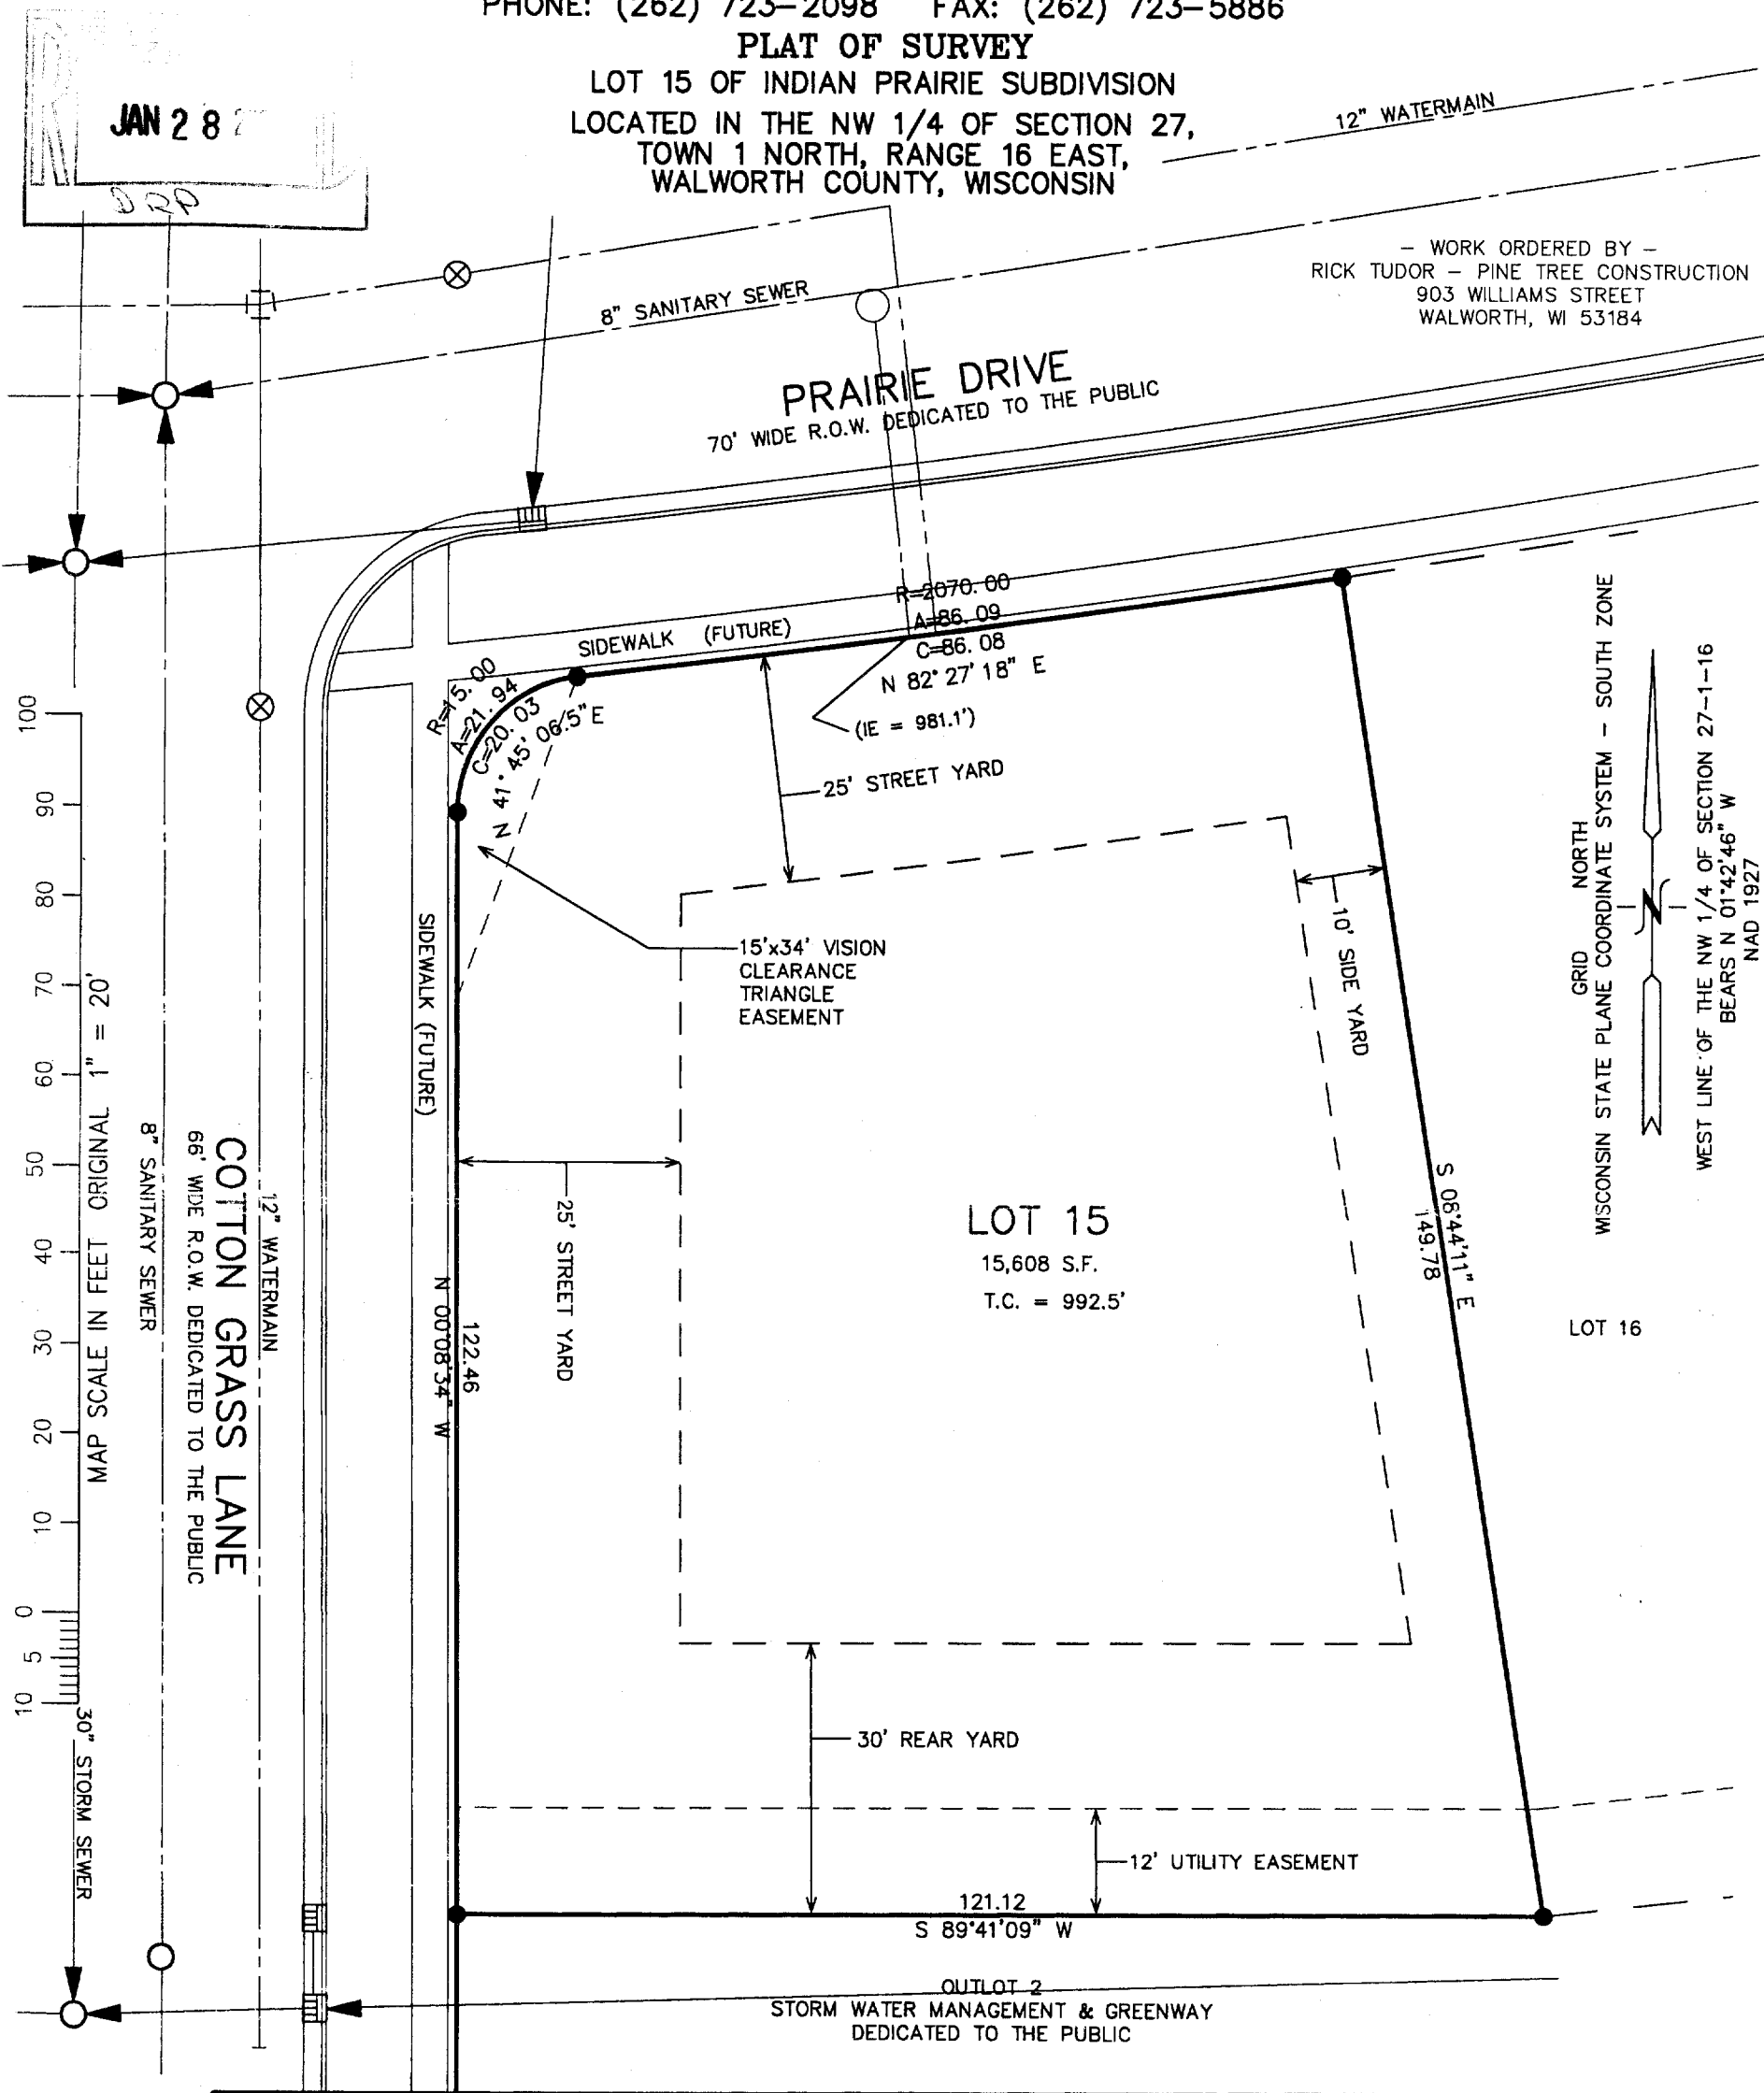 PHONE: (262) 723-2098 FAX: (262) 723-5886
PLAT OF SURVEY
LOT 15 OF INDIAN PRAIRIE SUBDIVISION
LOCATED IN THE NW 1/4 OF SECTION 27,
TOWN 1 NORTH, RANGE 16 EAST,
WALWORTH COUNTY, WISCONSIN
JAN 28
12" WATERMAIN
- WORK ORDERED BY -
RICK TUDOR - PINE TREE CONSTRUCTION
903 WILLIAMS STREET
WALWORTH, WI 53184
8" SANITARY SEWER
PRAIRIE DRIVE
70' WIDE R.O.W. DEDICATED TO THE PUBLIC
R=2070.00
A=86.09
C=86.08
N 82°27'18" E
SIDEWALK (FUTURE)
R=15.00
A=21.94
C=20.03
N 41°45'06.5"E
(IE = 981.1')
25' STREET YARD
15'x34' VISION
CLEARANCE
TRIANGLE
EASEMENT
10' SIDE YARD
GRID NORTH
WISCONSIN STATE PLANE COORDINATE SYSTEM - SOUTH ZONE
N
WEST LINE OF THE NW 1/4 OF SECTION 27-1-16
BEARS N 01°42'46" W
NAD 1927
SIDEWALK (FUTURE)
25' STREET YARD
122.46
N 00°08'34" W
LOT 15
15,608 S.F.
T.C. = 992.5'
S 08°44'11" E
149.78
LOT 16
100
90
80
70
60
50
40
30
20
10
0
5
10
MAP SCALE IN FEET ORIGINAL 1" = 20'
8" SANITARY SEWER
COTTON GRASS LANE
66' WIDE R.O.W. DEDICATED TO THE PUBLIC
12" WATERMAIN
30" STORM SEWER
30' REAR YARD
12' UTILITY EASEMENT
121.12
S 89°41'09" W
OUTLOT 2
STORM WATER MANAGEMENT & GREENWAY
DEDICATED TO THE PUBLIC